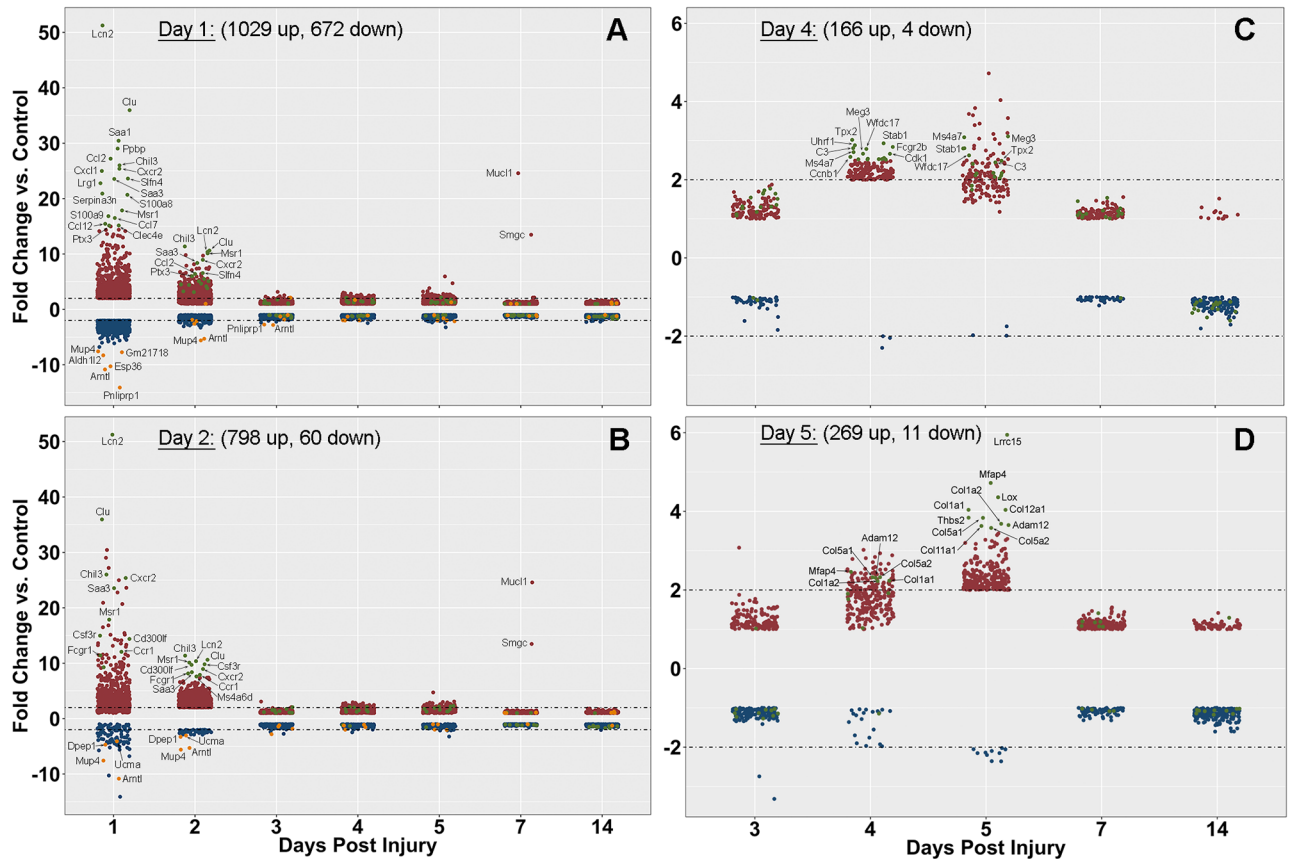 Fold Change vs. Control
Day 1: (1029 up, 672 down)
A
50
40
30
20
10
0
-10
Lcn2
Clu
Saa1
Ppbp
Ccl2
Chil3
Cxcl1
Cxcr2
Lrg1
Slfn4
Saa3
Serpina3n
S100a8
S100a9
Msr1
Ccl12
Ccl7
Ptx3
Clec4e
Mup4
Gm21718
Aldh1l2
Esp36
Arntl
Pnliprp1
Lcn2
Chil3
Clu
Saa3
Msr1
Ccl2
Cxcr2
Ptx3
Slfn4
Mup4
Arntl
Pnliprp1
Arntl
Mucl1
Smgc
Day 4: (166 up, 4 down)
C
6
4
2
0
-2
Meg3
Wfdc17
Tpx2
Uhrf1
Stab1
C3
Fcgr2b
Ms4a7
Cdk1
Ccnb1
Ms4a7
Meg3
Stab1
Tpx2
Wfdc17
C3
Fold Change vs. Control
Day 2: (798 up, 60 down)
B
50
40
30
20
10
0
-10
Lcn2
Clu
Chil3
Cxcr2
Saa3
Msr1
Csf3r
Cd300lf
Fcgr1
Ccr1
Dpep1
Mup4
Ucma
Arntl
Chil3
Lcn2
Msr1
Clu
Cd300lf
Csf3r
Fcgr1
Cxcr2
Saa3
Ccr1
Ms4a6d
Dpep1
Ucma
Mup4
Arntl
Mucl1
Smgc
1 2 3 4 5 7 14
Days Post Injury
Day 5: (269 up, 11 down)
D
6
4
2
0
-2
Adam12
Col5a1
Mfap4
Col5a2
Col1a2
Col1a1
Lrrc15
Mfap4
Col1a2
Lox
Col1a1
Col12a1
Thbs2
Adam12
Col5a1
Col5a2
Col11a1
3 4 5 7 14
Days Post Injury